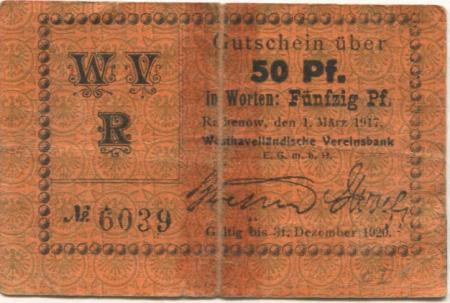 W V
R
№ 6039
Gutschein über
50 Pf.
in Worten: Fünfzig Pf.
Rathenow, den 1. März 1917.
Westhavelländische Vereinsbank
E. G. m. b. H.
Gültig bis 31. Dezember 1920.